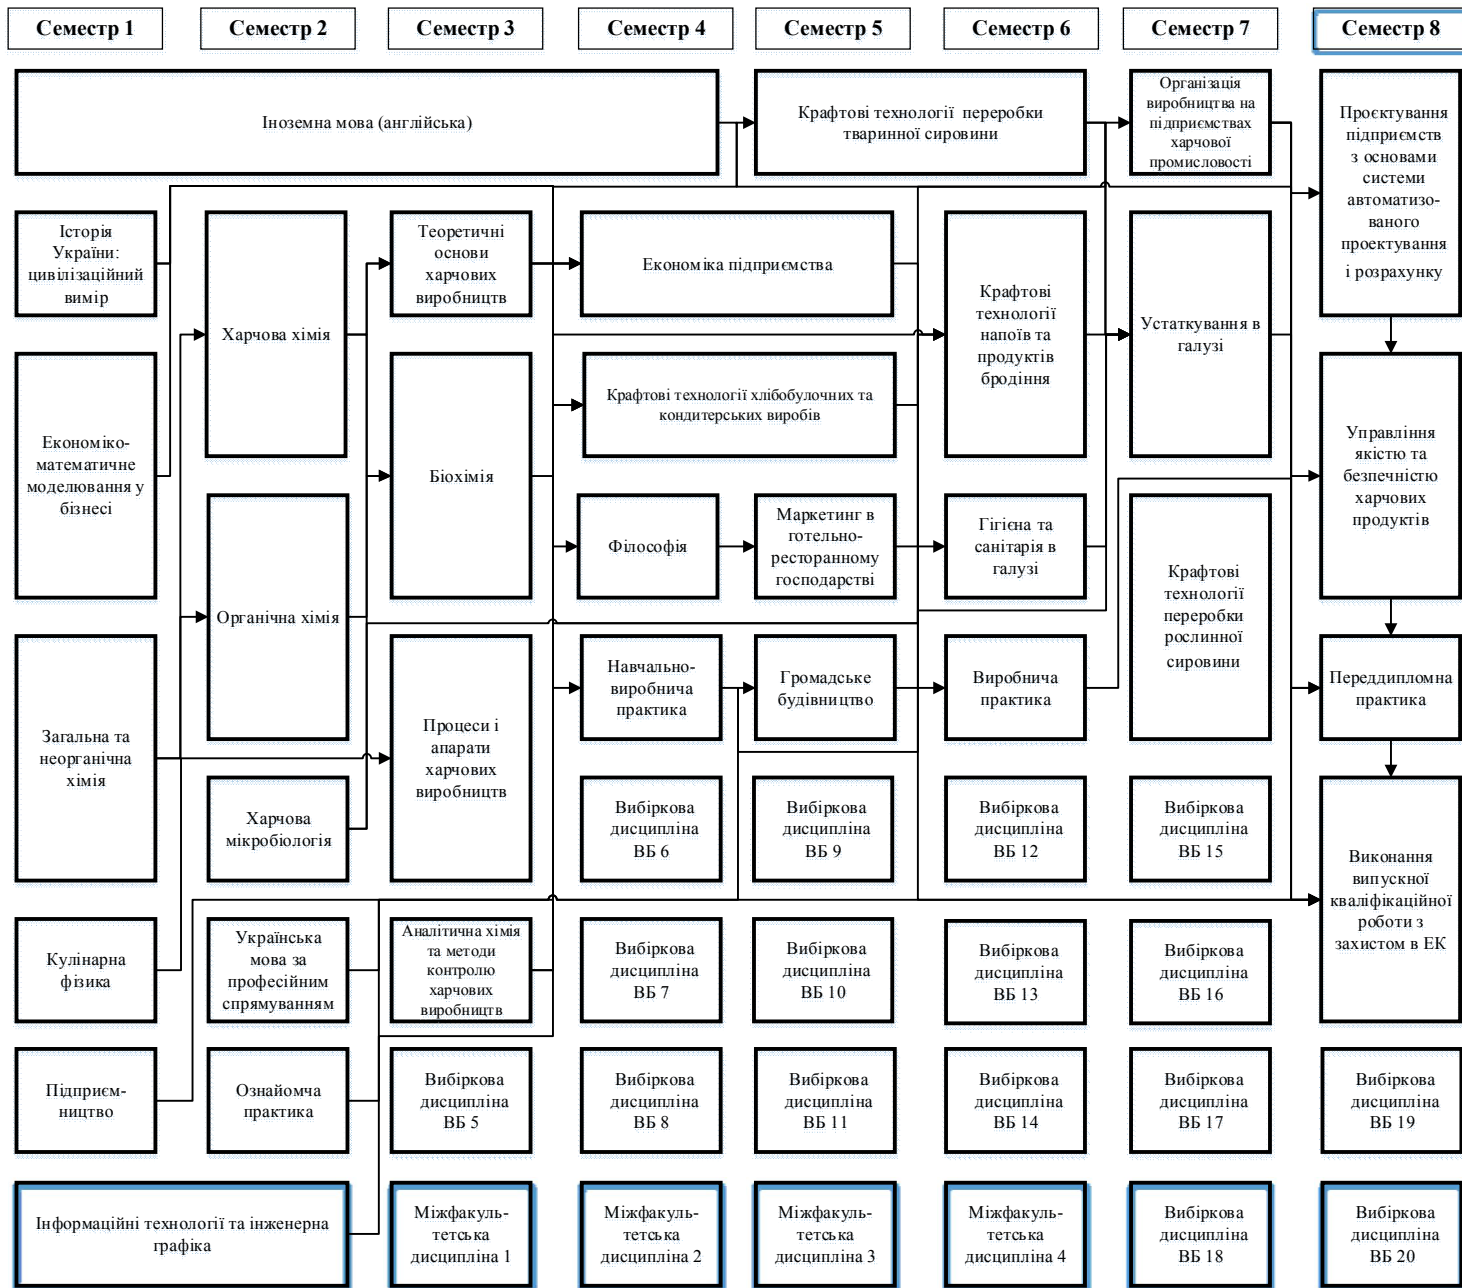 Семестр 1
Семестр 2
Семестр 3
Семестр 4
Семестр 5
Семестр 6
Семестр 7
Семестр 8
Іноземна мова (англійська)
Крафтові технології переробки
тваринної сировини
Організація
виробництва на
підприємствах
харчової
промисловості
Проєктування
підприємств
з основами
системи
автоматизо-
ваного
проектування
і розрахунку
Історія
України:
цивілізаційний
вимір
Харчова хімія
Теоретичні
основи
харчових
виробництв
Економіка підприємства
Крафтові
технології
напоїв та
продуктів
бродіння
Устаткування в
галузі
Економіко-
математичне
моделювання у
бізнесі
Біохімія
Крафтові технології хлібобулочних та
кондитерських виробів
Управління
якістю та
безпечністю
харчових
продуктів
Органічна хімія
Філософія
Маркетинг в
готельно-
ресторанному
господарстві
Гігієна та
санітарія в
галузі
Крафтові
технології
переробки
рослинної
сировини
Загальна та
неорганічна
хімія
Процеси і
апарати
харчових
виробництв
Навчально-
виробнича
практика
Громадське
будівництво
Виробнича
практика
Переддипломна
практика
Харчова
мікробіологія
Вибіркова
дисципліна
ВБ 6
Вибіркова
дисципліна
ВБ 9
Вибіркова
дисципліна
ВБ 12
Вибіркова
дисципліна
ВБ 15
Виконання
випускної
кваліфікаційної
роботи з
захистом в ЕК
Кулінарна
фізика
Українська
мова за
професійним
спрямуванням
Аналітична хімія
та методи
контролю
харчових
виробництв
Вибіркова
дисципліна
ВБ 7
Вибіркова
дисципліна
ВБ 10
Вибіркова
дисципліна
ВБ 13
Вибіркова
дисципліна
ВБ 16
Підприєм-
ництво
Ознайомча
практика
Вибіркова
дисципліна
ВБ 5
Вибіркова
дисципліна
ВБ 8
Вибіркова
дисципліна
ВБ 11
Вибіркова
дисципліна
ВБ 14
Вибіркова
дисципліна
ВБ 17
Вибіркова
дисципліна
ВБ 19
Інформаційні технології та інженерна
графіка
Міжфакуль-
тетська
дисципліна 1
Міжфакуль-
тетська
дисципліна 2
Міжфакуль-
тетська
дисципліна 3
Міжфакуль-
тетська
дисципліна 4
Вибіркова
дисципліна
ВБ 18
Вибіркова
дисципліна
ВБ 20